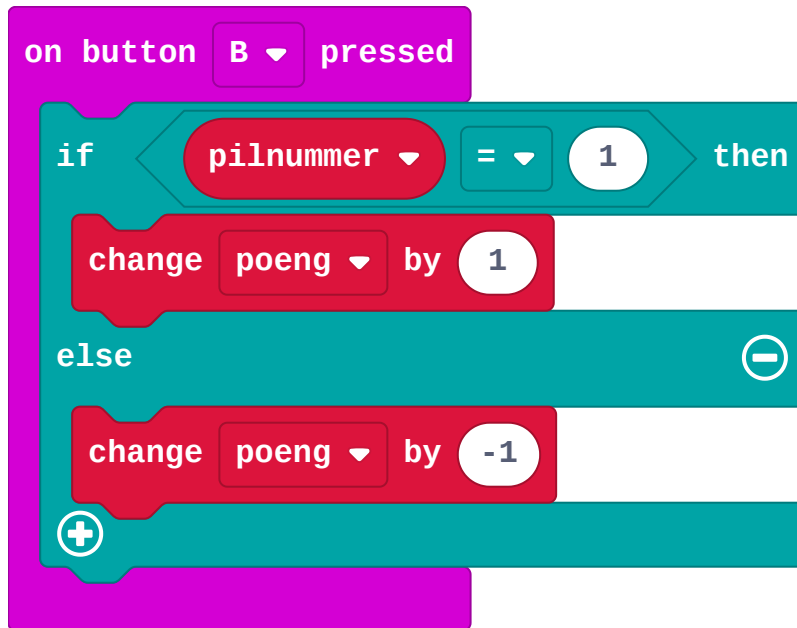 on button B pressed
if pilnummer = 1 then
change poeng by 1
else
change poeng by -1